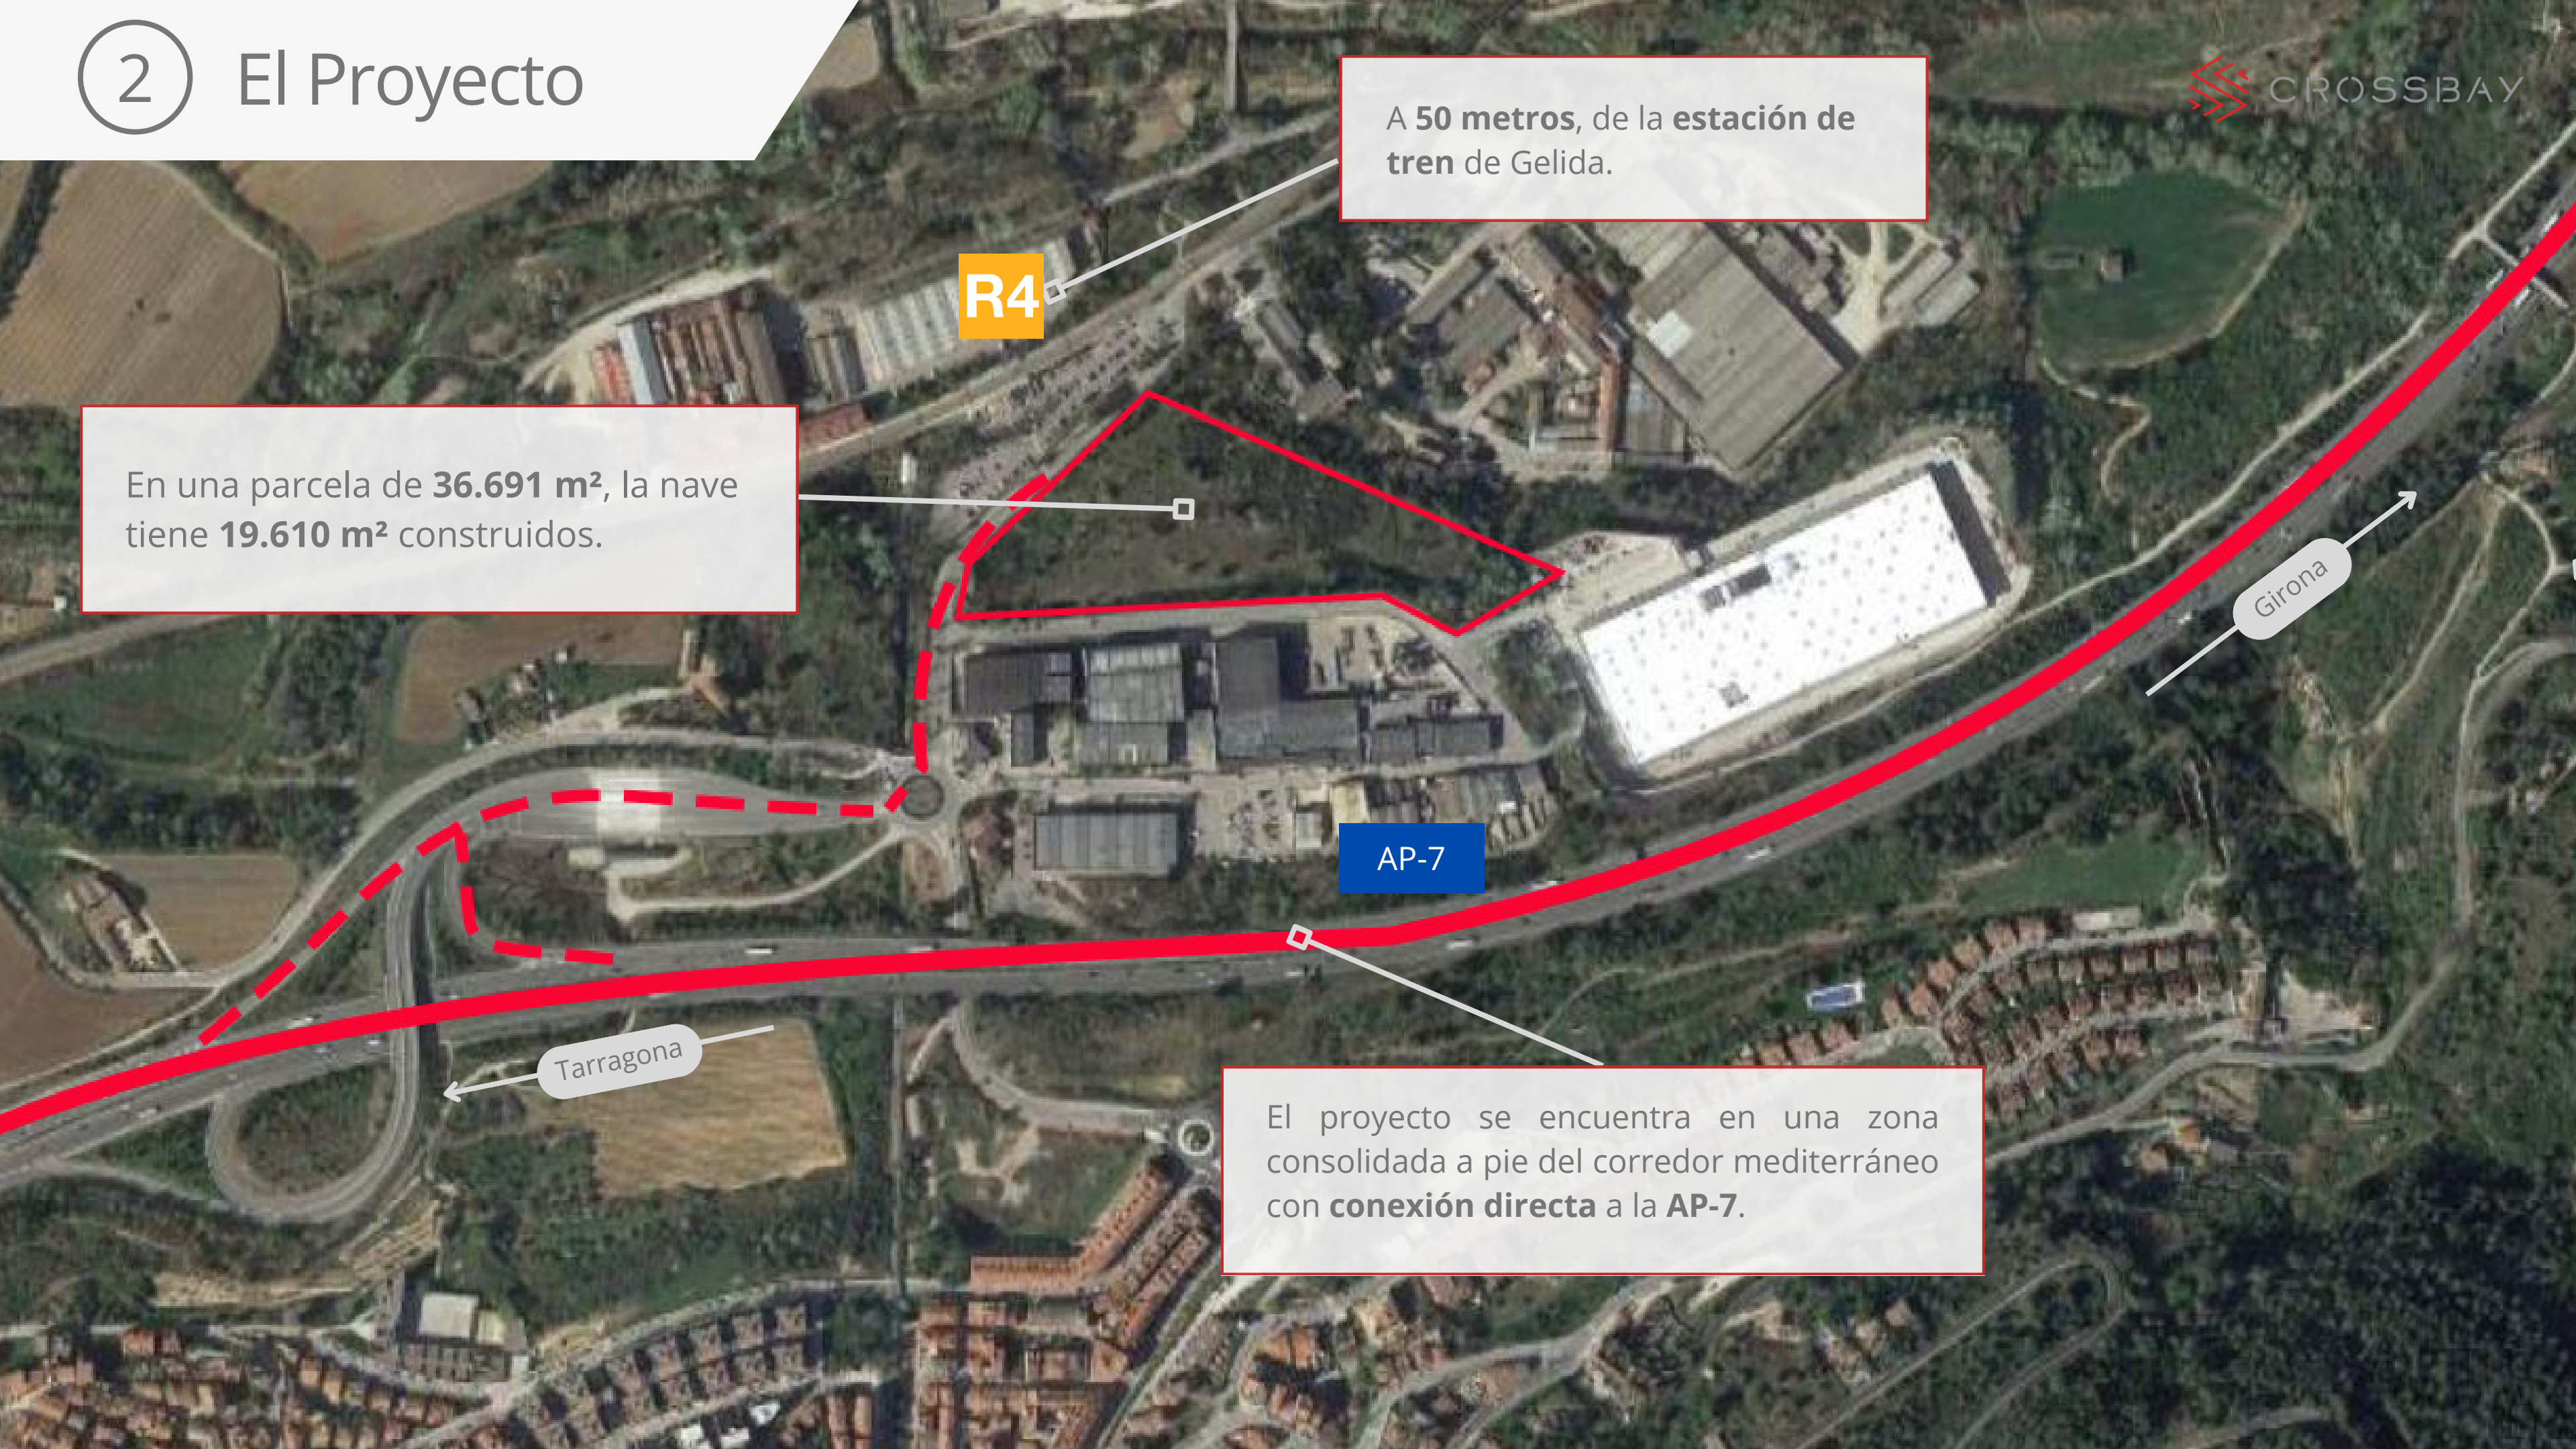 2
El Proyecto
A 50 metros, de la estación de
tren de Gelida.
CROSSBAY
R4
En una parcela de 36.691 m², la nave
tiene 19.610 m² construidos.
Girona
AP-7
Tarragona
El proyecto se encuentra en una zona
consolidada a pie del corredor mediterráneo
con conexión directa a la AP-7.